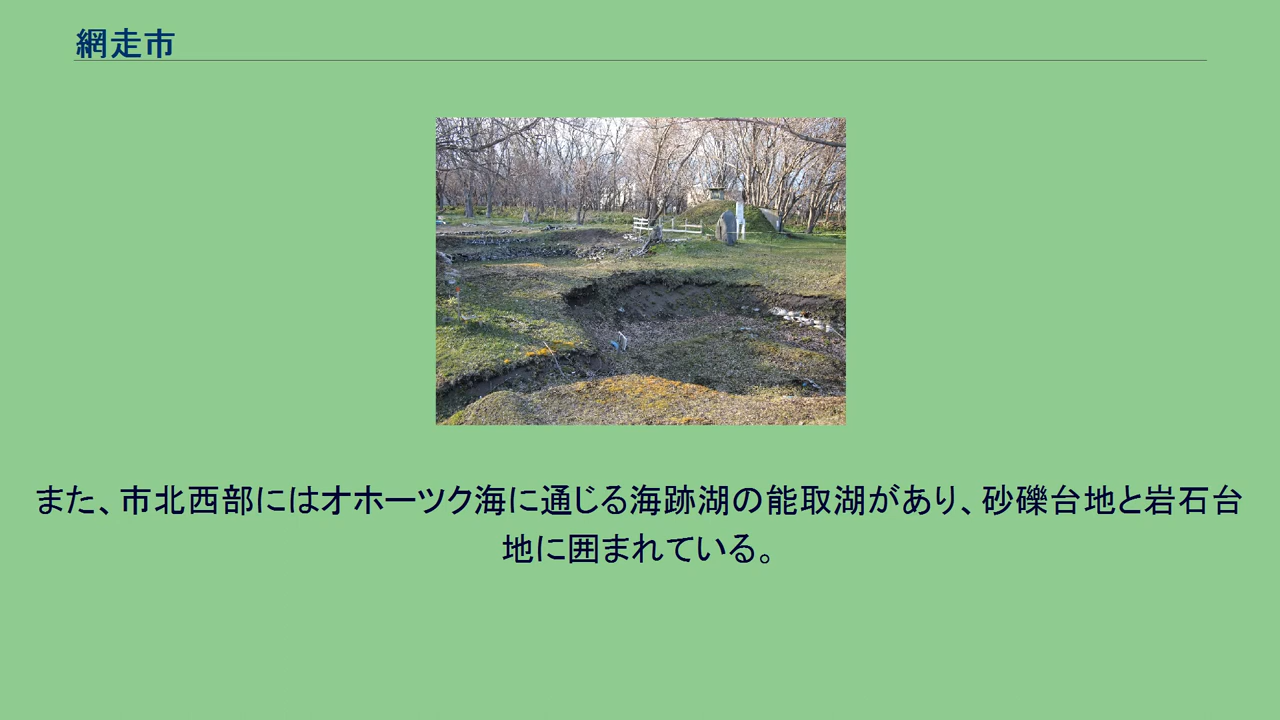 網走市
また、市北西部にはオホーツク海に通じる海跡湖の能取湖があり、砂礫台地と岩石台
地に囲まれている。